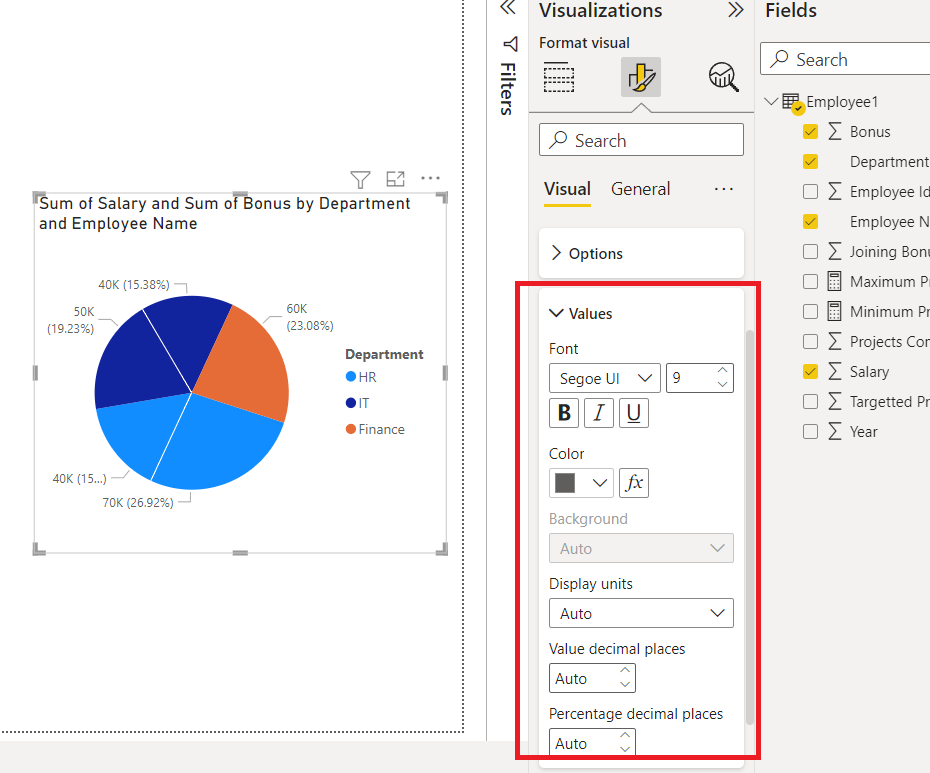 Visualizations
Fields
Format visual
Filters
Search
Search
Employee1
Bonus
Department
Employee Id
Employee N
Joining Bonu
Maximum Pr
Minimum Pr
Projects Cor
Salary
Targetted Pr
Year
Visual
General
Options
Sum of Salary and Sum of Bonus by Department
and Employee Name
40K (15.38%)
50K
(19.23%)
60K
(23.08%)
40K (15...)
70K (26.92%)
Department
HR
IT
Finance
Values
Font
Segoe UI
9
B I U
Color
fx
Background
Auto
Display units
Auto
Value decimal places
Auto
Percentage decimal places
Auto